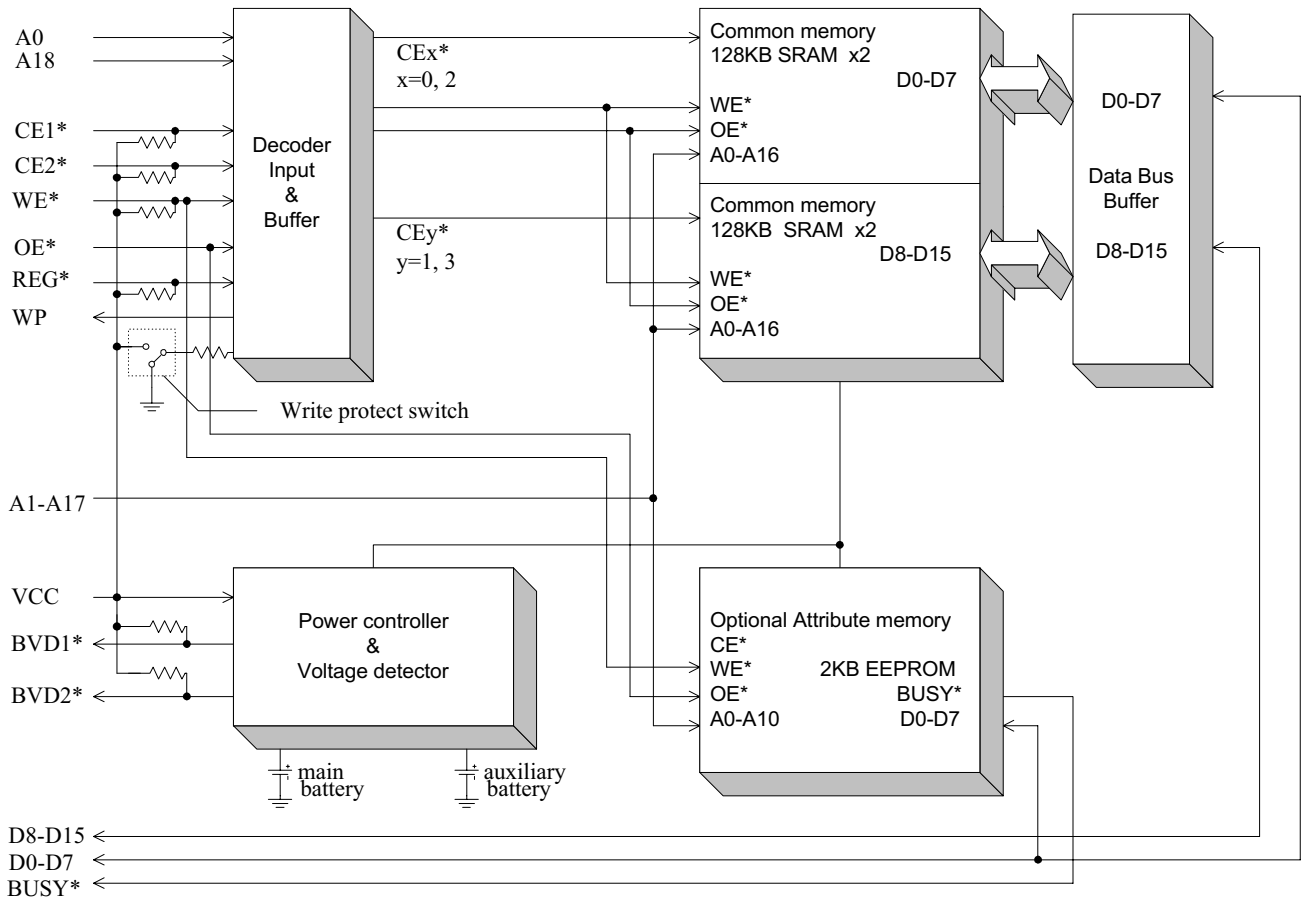 A0
A18
CE1*
CE2*
WE*
OE*
REG*
WP
Decoder
Input
&
Buffer
CEx*
x=0, 2
CEy*
y=1, 3
Common memory
128KB SRAM x2
D0-D7
WE*
OE*
A0-A16
Common memory
128KB SRAM x2
D8-D15
WE*
OE*
A0-A16
D0-D7
Data Bus
Buffer
D8-D15
Write protect switch
A1-A17
VCC
BVD1*
BVD2*
Power controller
&
Voltage detector
main
battery
auxiliary
battery
Optional Attribute memory
CE*
WE* 2KB EEPROM
OE* BUSY*
A0-A10 D0-D7
D8-D15
D0-D7
BUSY*